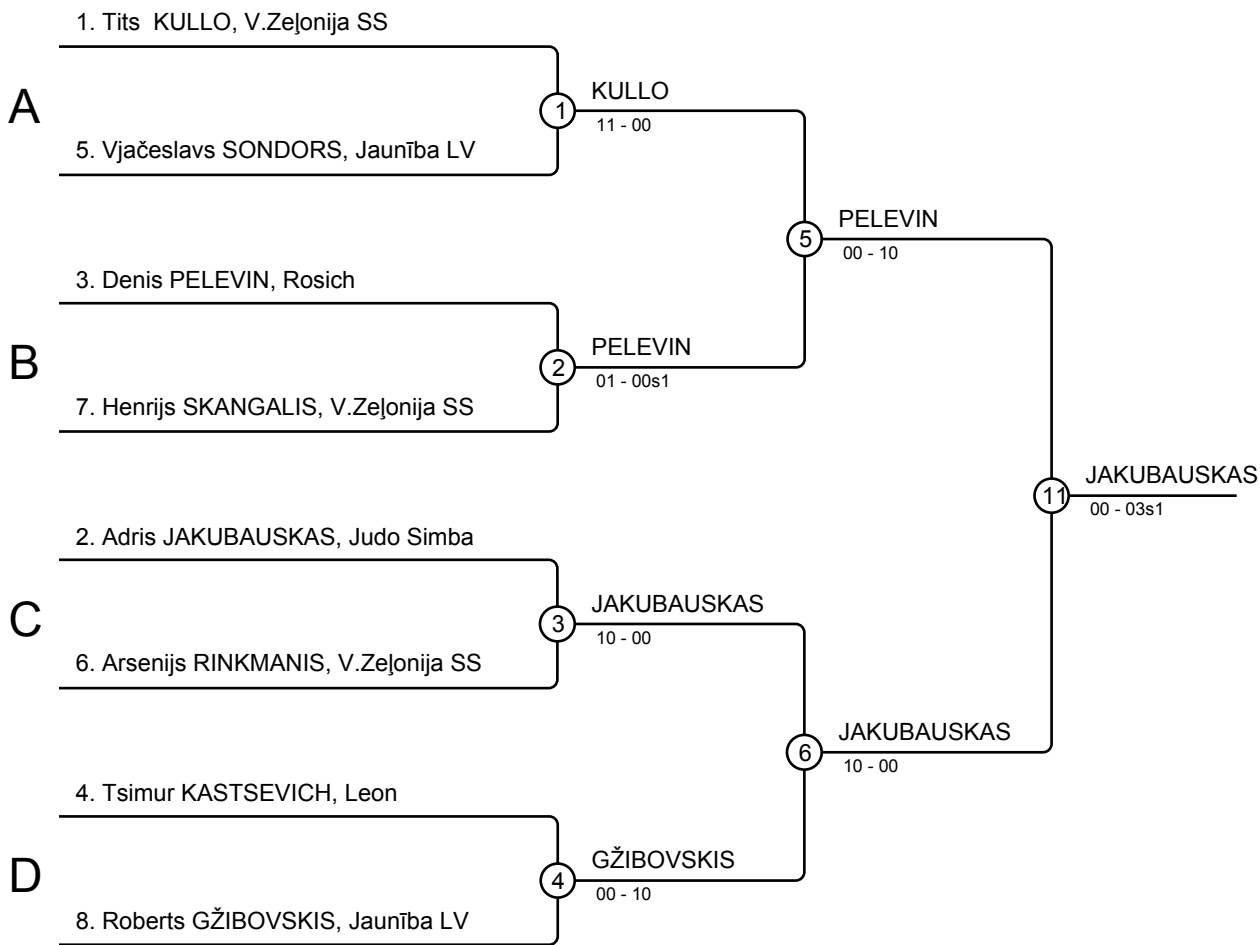 1. Tits  KULLO, V.Zeļonija SS
A
1
KULLO
11 - 00
5. Vjačeslavs SONDORS, Jaunība LV
5
PELEVIN
00 - 10
3. Denis PELEVIN, Rosich
B
2
PELEVIN
01 - 00s1
7. Henrijs SKANGALIS, V.Zeļonija SS
11
JAKUBAUSKAS
00 - 03s1
2. Adris JAKUBAUSKAS, Judo Simba
C
3
JAKUBAUSKAS
10 - 00
6. Arsenijs RINKMANIS, V.Zeļonija SS
6
JAKUBAUSKAS
10 - 00
4. Tsimur KASTSEVICH, Leon
D
4
GŽIBOVSKIS
00 - 10
8. Roberts GŽIBOVSKIS, Jaunība LV